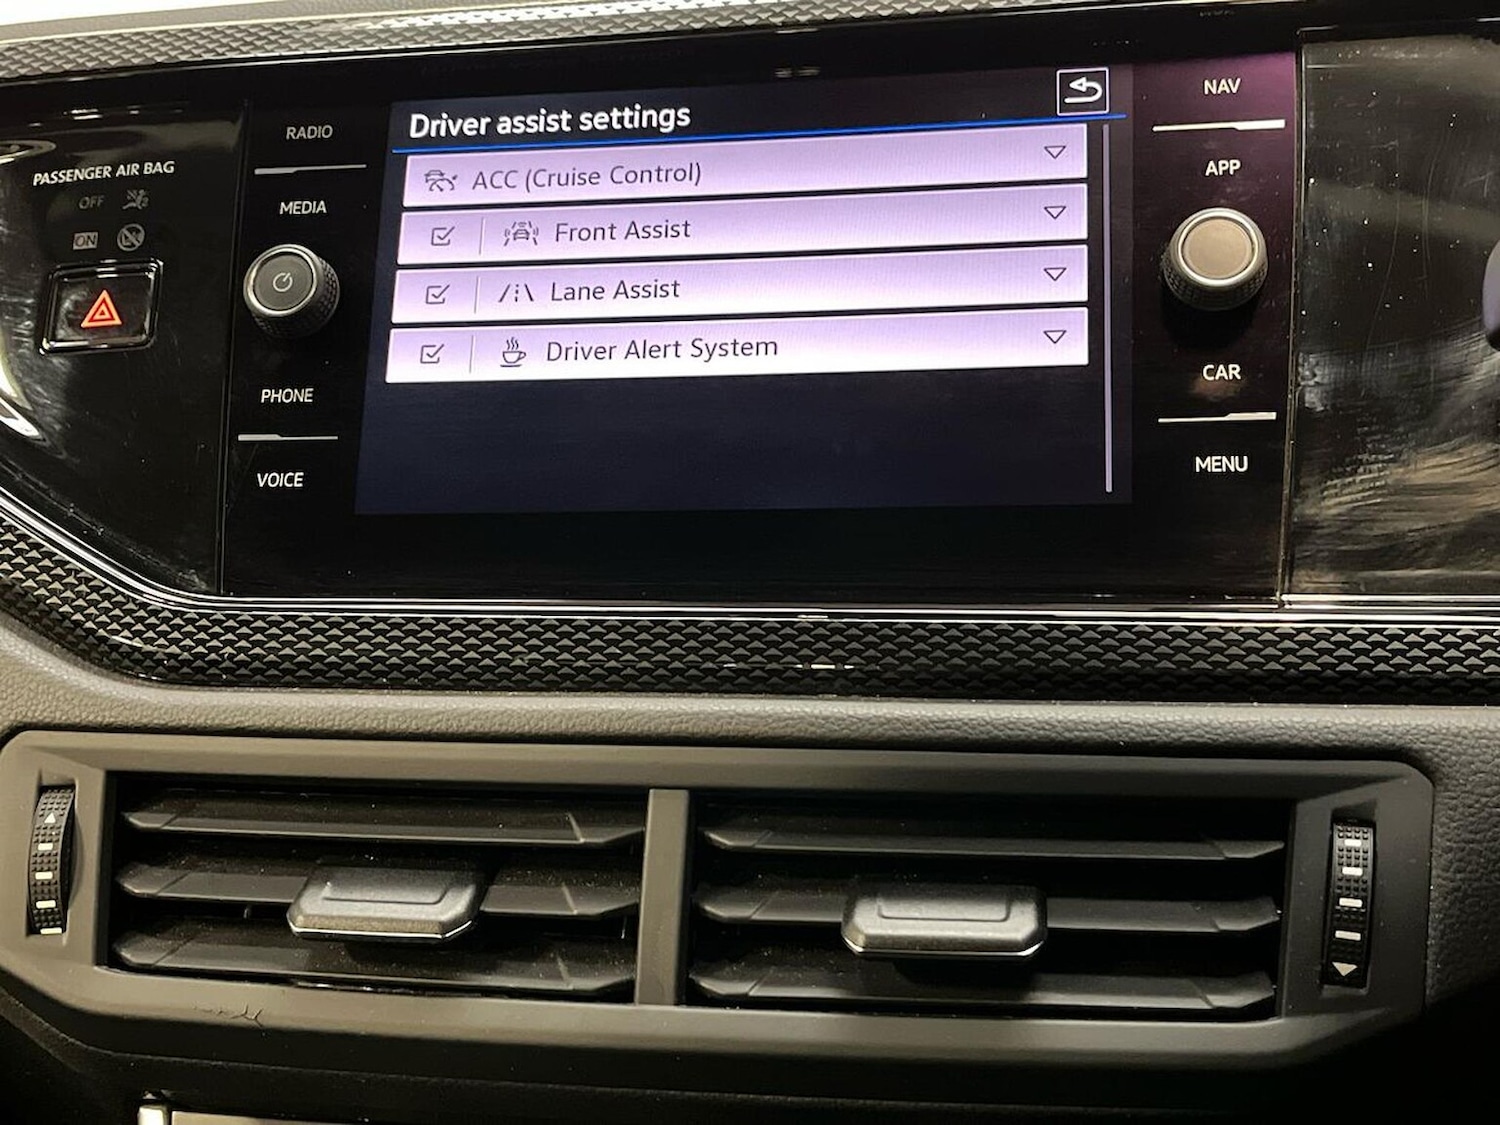 PASSENGER AIR BAG
OFF
ON
RADIO
MEDIA
PHONE
VOICE
Driver assist settings
ACC (Cruise Control)
Front Assist
Lane Assist
Driver Alert System
NAV
APP
CAR
MENU